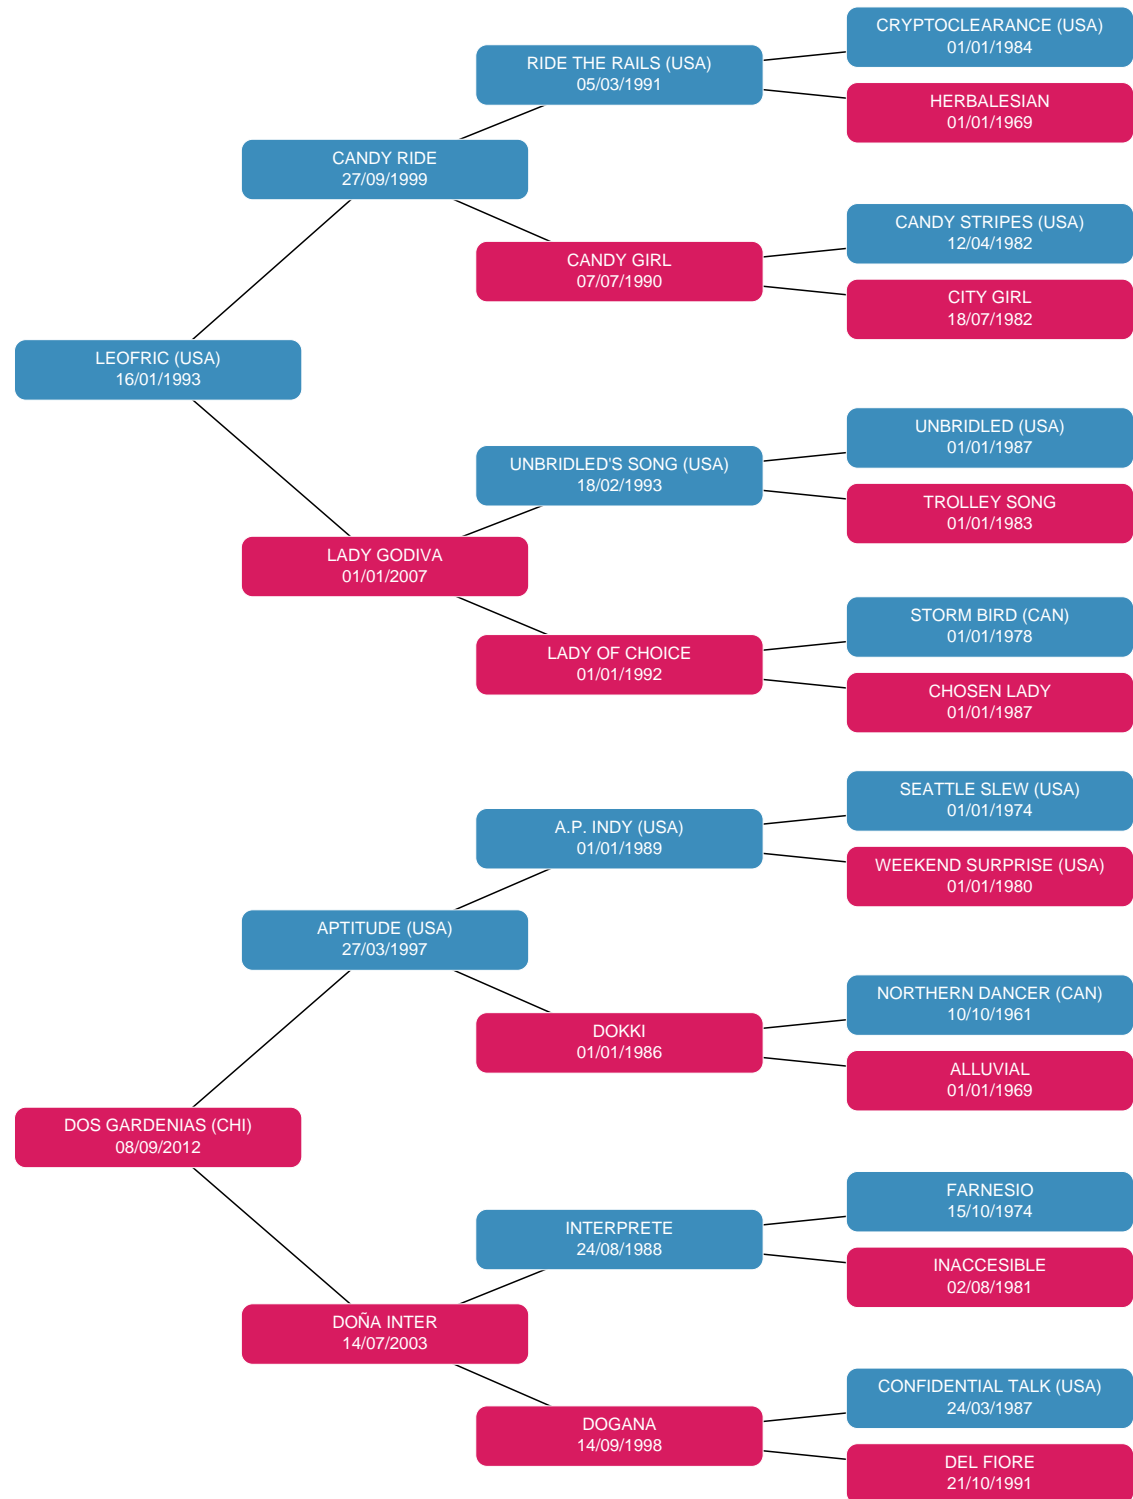 CRYPTOCLEARANCE (USA)
01/01/1984
RIDE THE RAILS (USA)
05/03/1991
HERBALESIAN
01/01/1969
CANDY RIDE
27/09/1999
CANDY STRIPES (USA)
12/04/1982
CANDY GIRL
07/07/1990
CITY GIRL
18/07/1982
LEOFRIC (USA)
16/01/1993
UNBRIDLED (USA)
01/01/1987
UNBRIDLED'S SONG (USA)
18/02/1993
TROLLEY SONG
01/01/1983
LADY GODIVA
01/01/2007
STORM BIRD (CAN)
01/01/1978
LADY OF CHOICE
01/01/1992
CHOSEN LADY
01/01/1987
SEATTLE SLEW (USA)
01/01/1974
A.P. INDY (USA)
01/01/1989
WEEKEND SURPRISE (USA)
01/01/1980
APTITUDE (USA)
27/03/1997
NORTHERN DANCER (CAN)
10/10/1961
DOKKI
01/01/1986
ALLUVIAL
01/01/1969
DOS GARDENIAS (CHI)
08/09/2012
FARNESIO
15/10/1974
INTERPRETE
24/08/1988
INACCESIBLE
02/08/1981
DOÑA INTER
14/07/2003
CONFIDENTIAL TALK (USA)
24/03/1987
DOGANA
14/09/1998
DEL FIORE
21/10/1991